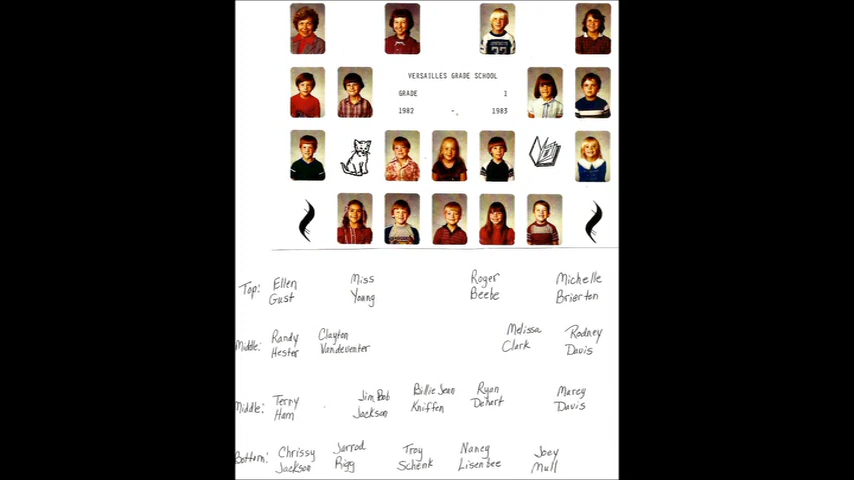 VERSAILLES GRADE SCHOOL
GRADE 1
1982 - 1983
Top: Ellen Gust Miss Young Roger Beebe Michelle Brierton
Middle: Randy Hester Clayton Vandeventer Melissa Clark Rodney Davis
Middle: Terry Ham Jim Bob Jackson Billie Jean Kniffen Ryan Dehart Marcy Davis
Bottom: Chrissy Jackson Jarrod Rigg Troy Schenk Nancy Lisenbee Joey Mull